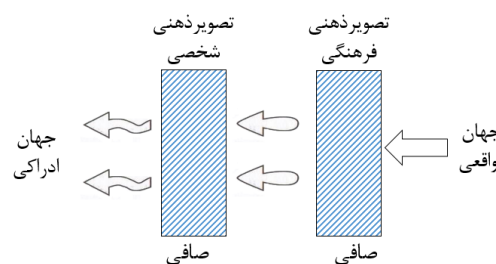 تصویرذهنی
فرهنگی
تصویرذهنی
شخصی
جهان
واقعی
جهان
ادراکی
صافی
صافی